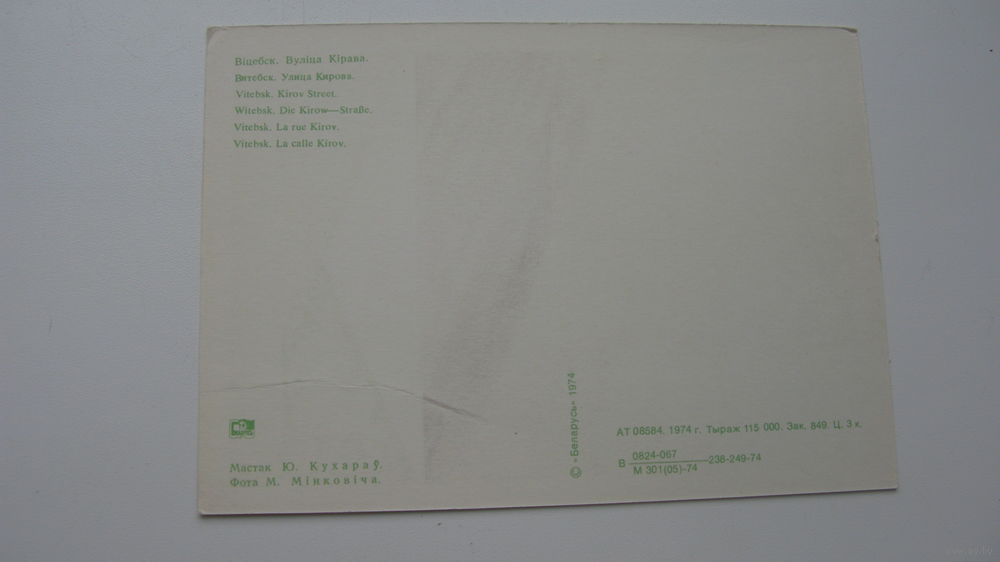 Віцебск. Вуліца Кірава.
Витебск. Улица Кирова.
Vitebsk. Kirov Street.
Witebsk. Die Kirow—Straße.
Vitebsk. La rue Kirov.
Vitebsk. La calle Kirov.
Мастак Ю. Кухараў.
Фота М. Мінковіча.
© «Беларусь» 1974
АТ 08584. 1974 г. Тыраж 115 000. Зак. 849. Ц. 3 к.
В 0824-067 238-249-74
М 301(05)-74